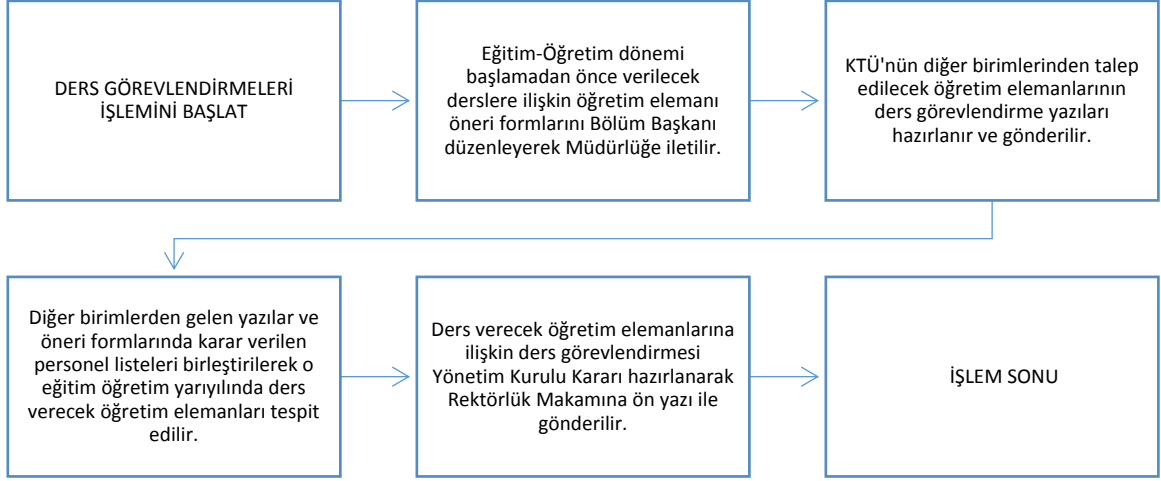 DERS GÖREVLENDİRMELERİ
İŞLEMİNİ BAŞLAT
Eğitim-Öğretim dönemi
başlamadan önce verilecek
derslere ilişkin öğretim elemanı
öneri formlarını Bölüm Başkanı
düzenleyerek Müdürlüğe iletilir.
KTÜ'nün diğer birimlerinden talep
edilecek öğretim elemanlarının
ders görevlendirme yazıları
hazırlanır ve gönderilir.
Diğer birimlerden gelen yazılar ve
öneri formlarında karar verilen
personel listeleri birleştirilerek o
eğitim öğretim yarıyılında ders
verecek öğretim elemanları tespit
edilir.
Ders verecek öğretim elemanlarına
ilişkin ders görevlendirmesi
Yönetim Kurulu Kararı hazırlanarak
Rektörlük Makamına ön yazı ile
gönderilir.
İŞLEM SONU